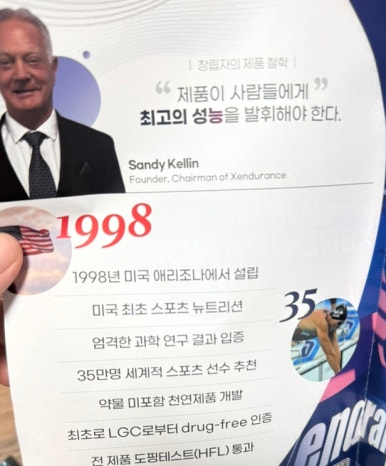 | 창립자의 제품 철학 |
“ 제품이 사람들에게 ”
최고의 성능을 발휘해야 한다.
Sandy Kellin
Founder, Chairman of Xendurance
1998
1998년 미국 애리조나에서 설립
미국 최초 스포츠 뉴트리션
35
엄격한 과학 연구 결과 입증
35만명 세계적 스포츠 선수 추천
약물 미포함 천연제품 개발
최초로 LGC로부터 drug-free 인증
전 제품 도핑테스트(HFL) 통과